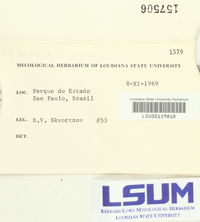 157506
1579
MYCOLOGICAL HERBARIUM OF LOUISIANA STATE UNIVERSITY
8-XI-1969
LOC. Parque do Estado
Sao Paulo, Brazil
Louisiana State University Herbarium
LEG. B.V. Skvortzov #53
DET.
LSUM
BERNARD LOWY MYCOLOGICAL HERBARIUM
LOUISIANA STATE UNIVERSITY